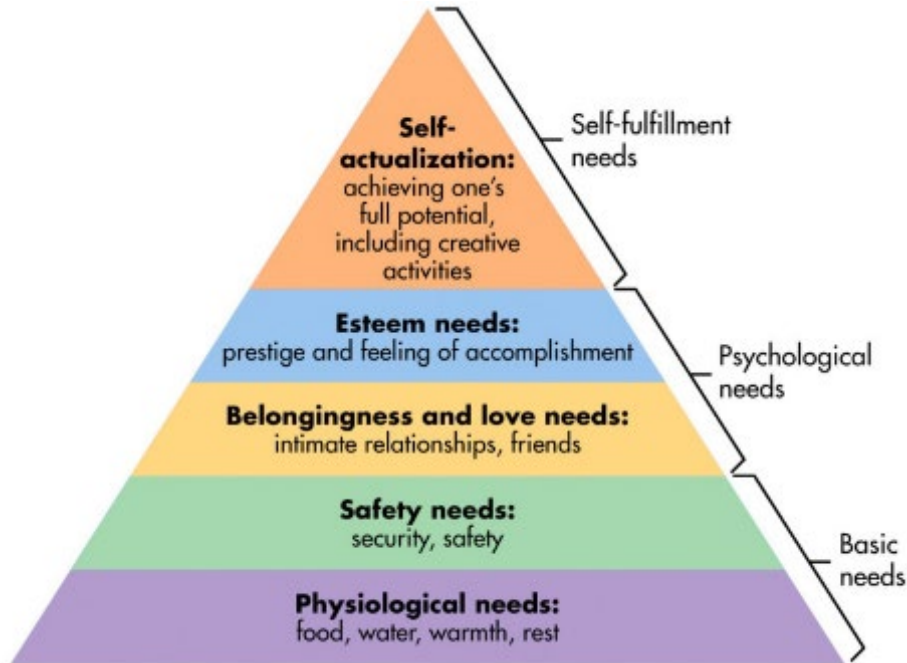 Self-
actualization:
achieving one's
full potential,
including creative
activities
Self-fulfillment
needs
Esteem needs:
prestige and feeling of accomplishment
Psychological
needs
Belongingness and love needs:
intimate relationships, friends
Safety needs:
security, safety
Basic
needs
Physiological needs:
food, water, warmth, rest